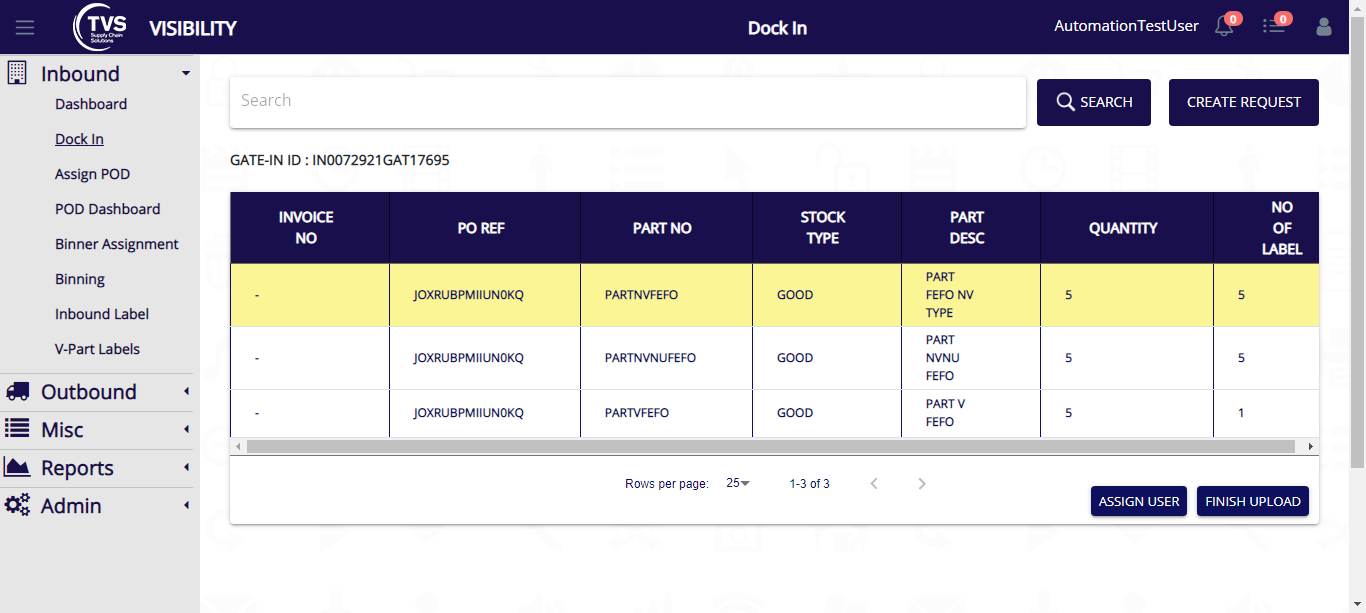 TVS
Supply Chain
Solutions
VISIBILITY
Dock In
AutomationTestUser
0
0
Inbound
Dashboard
Dock In
Assign POD
POD Dashboard
Binner Assignment
Binning
Inbound Label
V-Part Labels
Outbound
Misc
Reports
Admin
Search
SEARCH
CREATE REQUEST
GATE-IN ID : IN0072921GAT17695
INVOICE NO PO REF PART NO STOCK TYPE PART DESC QUANTITY NO OF LABEL
- JOXRUBPMIIUN0KQ PARTNVFEFO GOOD PART FEFO NV TYPE 5 5
- JOXRUBPMIIUN0KQ PARTNVNUFEFO GOOD PART NVNU FEFO 5 5
- JOXRUBPMIIUN0KQ PARTVFEFO GOOD PART V FEFO 5 1
Rows per page: 25 1-3 of 3
ASSIGN USER
FINISH UPLOAD